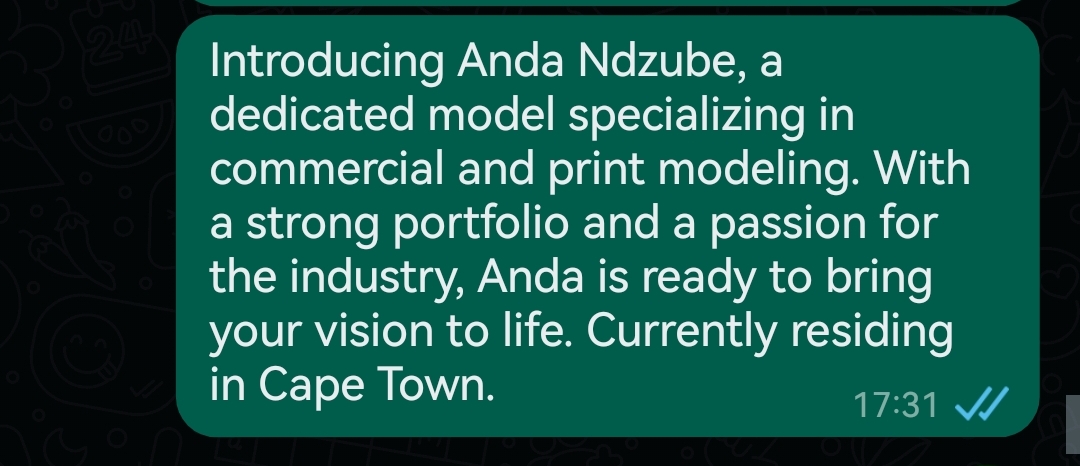 Introducing Anda Ndzube, a
dedicated model specializing in
commercial and print modeling. With
a strong portfolio and a passion for
the industry, Anda is ready to bring
your vision to life. Currently residing
in Cape Town.
17:31
24